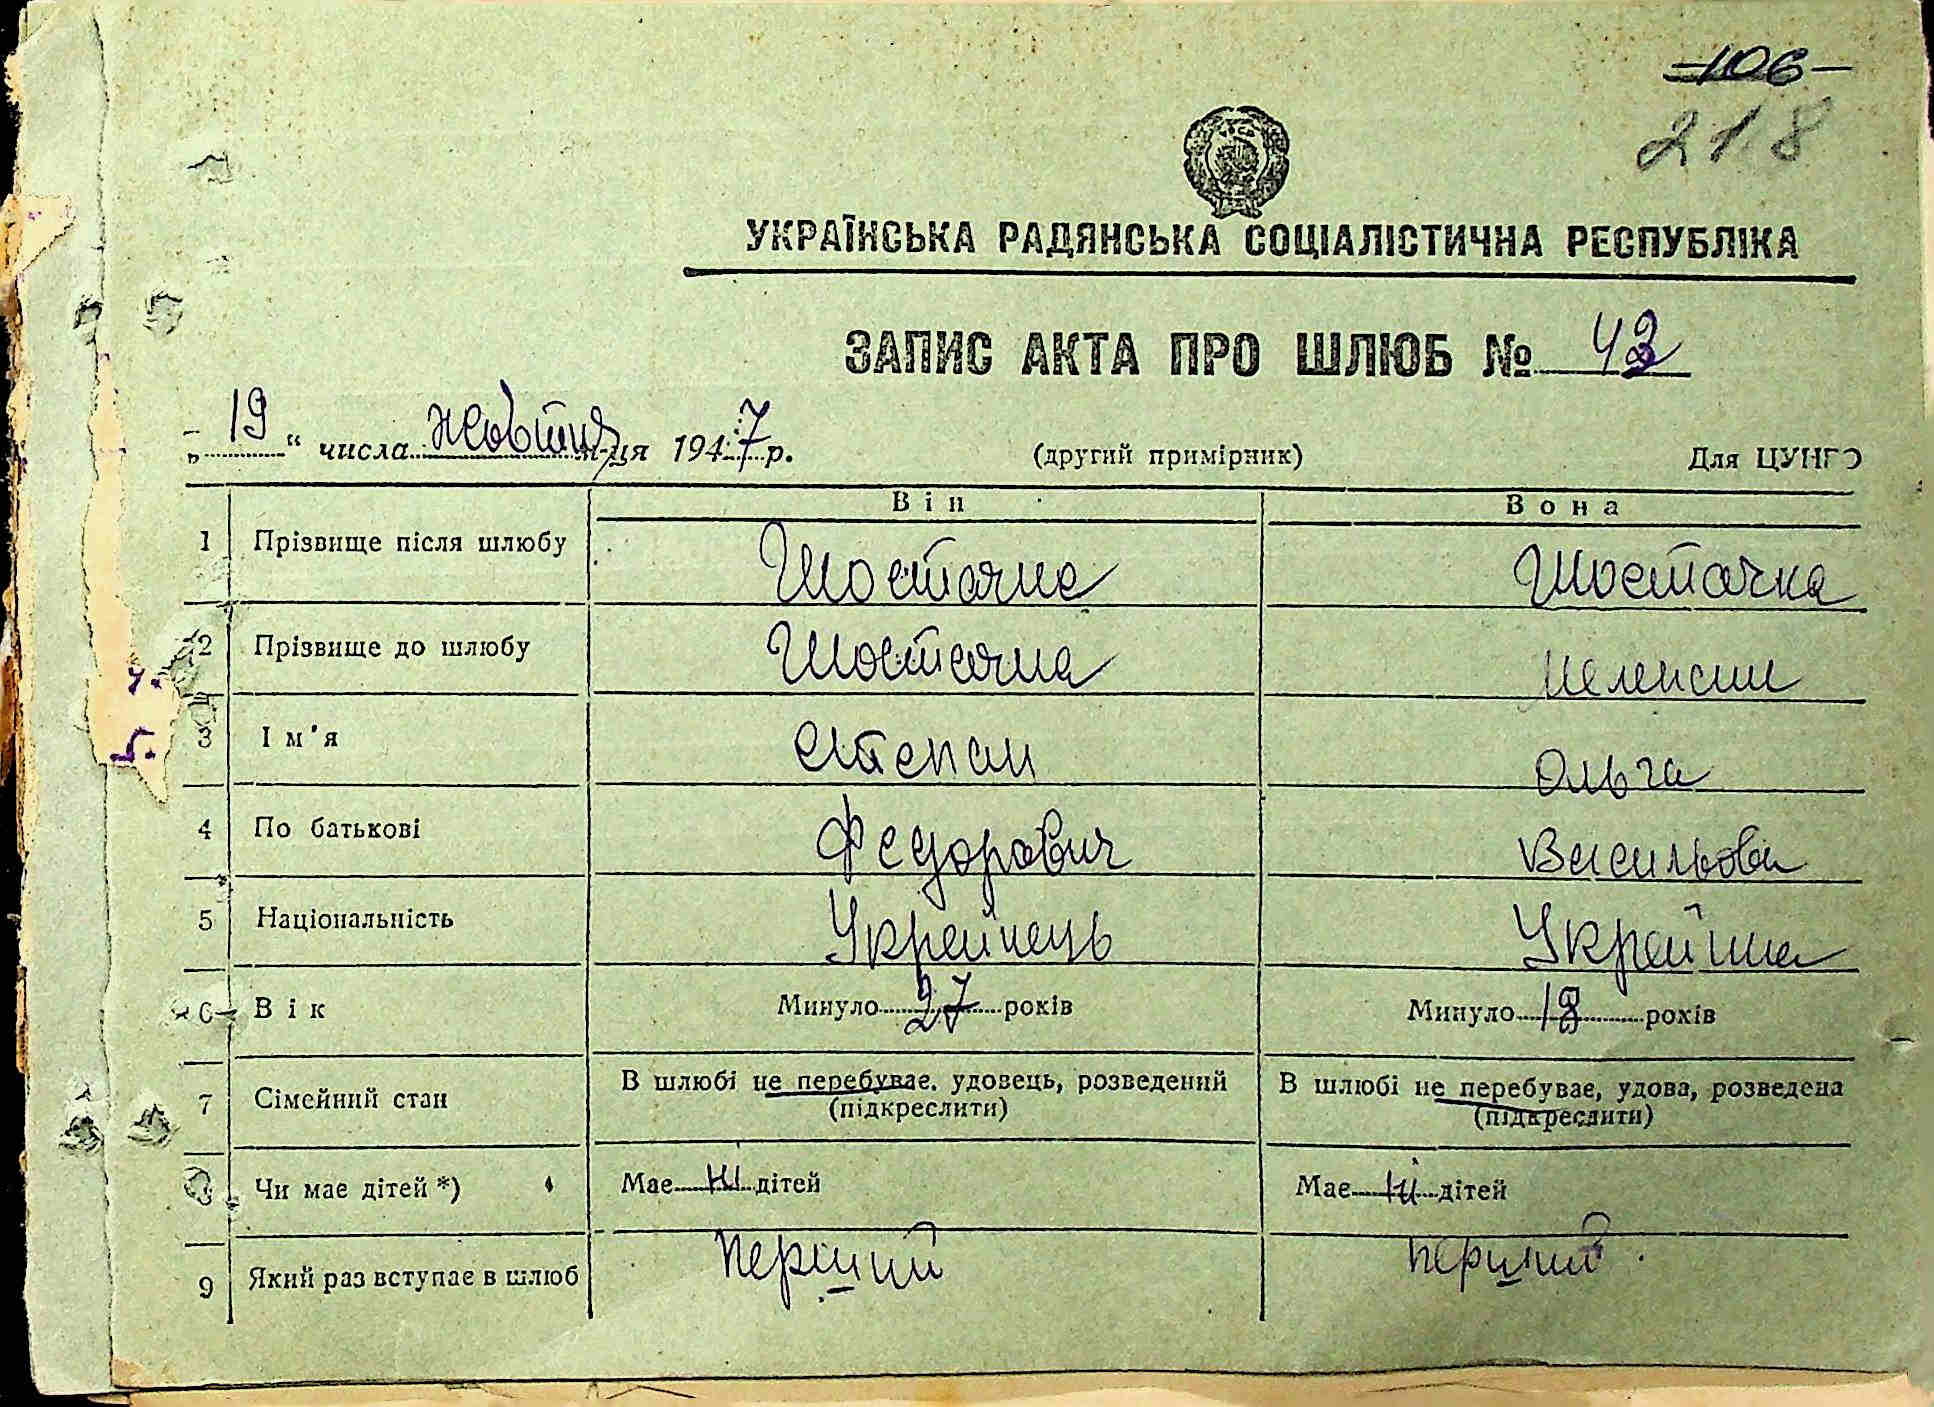 -106-
218
УКРАЇНСЬКА РАДЯНСЬКА СОЦІАЛІСТИЧНА РЕСПУБЛІКА
ЗАПИС АКТА ПРО ШЛЮБ № 43
„ 19 “ числа жовтня м-ця 1947 р. (другий примірник) Для ЦУНГО
Він Вона
1 Прізвище після шлюбу Шостачка Шостачка
2 Прізвище до шлюбу Шостачка
3 Ім'я Степан Ольга
4 По батькові Федорович Васильова
5 Національність Українець Українка
6 Вік Минуло 27 років Минуло 18 років
7 Сімейний стан В шлюбі не перебуває, удовець, розведений В шлюбі не перебуває, удова, розведена
(підкреслити) (підкреслити)
8 Чи має дітей *) Має ні дітей Має ні дітей
9 Який раз вступає в шлюб перший перший